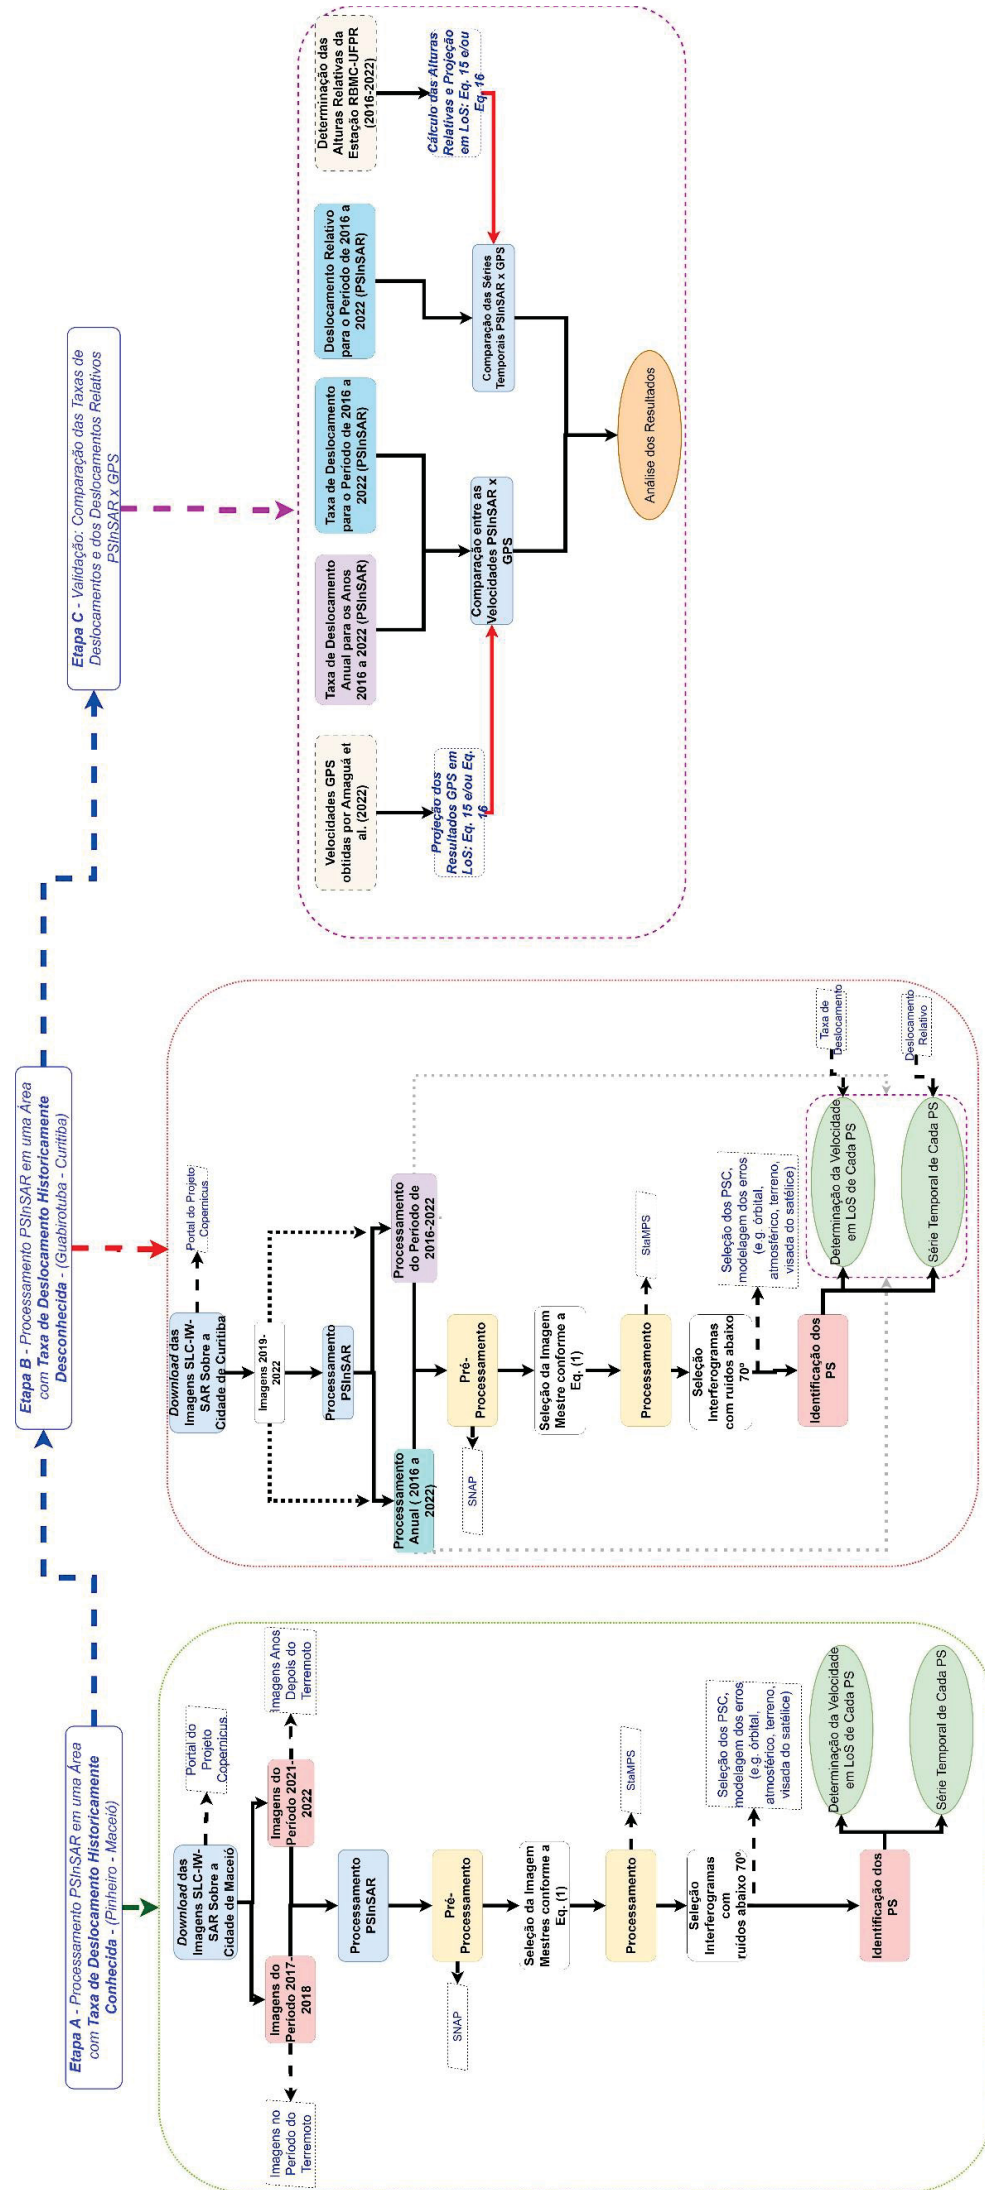 Etapa A - Processamento PSInSAR em uma Área
com Taxa de Deslocamento Historicamente
Conhecida - (Pinheiro - Maceió)
Download das
Imagens SLC-IW-
SAR Sobre a
Cidade de Maceió
Portal do
Projeto
Copernicus.
Imagens do
Período 2017-
2018
Imagens do
Período 2021-
2022
Imagens no
Período do
Terremoto
Imagens Anos
Depois do
Terremoto
Processamento
PSInSAR
Pré-
Processamento
SNAP
Seleção da Imagem
Mestres conforme a
Eq. (1)
Processamento
StaMPS
Seleção
Interferogramas
com
ruídos abaixo 70º
Seleção dos PSC,
modelagem dos erros
(e.g. órbital,
atmosférico, terreno,
visada do satélice)
Identificação dos
PS
Determinação da Velocidade
em LoS de Cada PS
Série Temporal de Cada PS
Etapa B - Processamento PSInSAR em uma Área
com Taxa de Deslocamento Historicamente
Desconhecida - (Guabirotuba - Curitiba)
Download das
Imagens SLC-IW-
SAR Sobre a
Cidade de Curitiba
Portal do Projeto
Copernicus.
Imagens 2019-
2022
Processamento
PSInSAR
Processamento
Anual ( 2016 a
2022)
Processamento
do Período de
2016-2022
Pré-
Processamento
SNAP
Seleção da Imagem
Mestre conforme a
Eq. (1)
Processamento
StaMPS
Seleção
Interferogramas
com ruídos abaixo
70º
Seleção dos PSC,
modelagem dos erros
(e.g. órbital,
atmosférico, terreno,
visada do satélice)
Identificação dos
PS
Determinação da Velocidade
em LoS de Cada PS
Série Temporal de Cada PS
Taxa de
Deslocamento
Deslocamento
Relativo
Etapa C - Validação: Comparação das Taxas de
Deslocamentos e dos Deslocamentos Relativos
PSInSAR x GPS
Velocidades GPS
obtidas por Amaguá et
al. (2022)
Taxa de Deslocamento
Anual para os Anos
2016 a 2022 (PSInSAR)
Taxa de Deslocamento
para o Período de 2016 a
2022 (PSInSAR)
Deslocamento Relativo
para o Período de 2016 a
2022 (PSInSAR)
Determinação das
Alturas Relativas da
Estação RBMC-UFPR
(2016-2022)
Projeção dos
Resultados GPS em
LoS: Eq. 15 e/ou Eq.
16
Cálculo das Alturas
Relativas e Projeção
em LoS: Eq. 15 e/ou
Eq. 16
Comparação entre as
Velocidades PSInSAR x
GPS
Comparação das Séries
Temporais PSInSAR x GPS
Análise dos Resultados